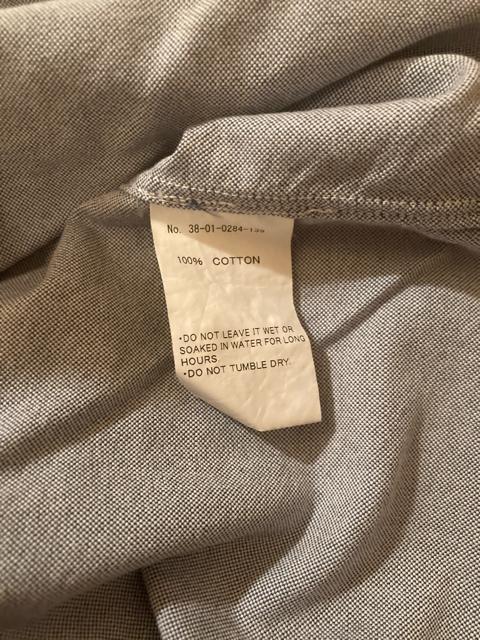 No. 38-01-0284-139
100% COTTON
•DO NOT LEAVE IT WET OR
SOAKED IN WATER FOR LONG
HOURS.
•DO NOT TUMBLE DRY.